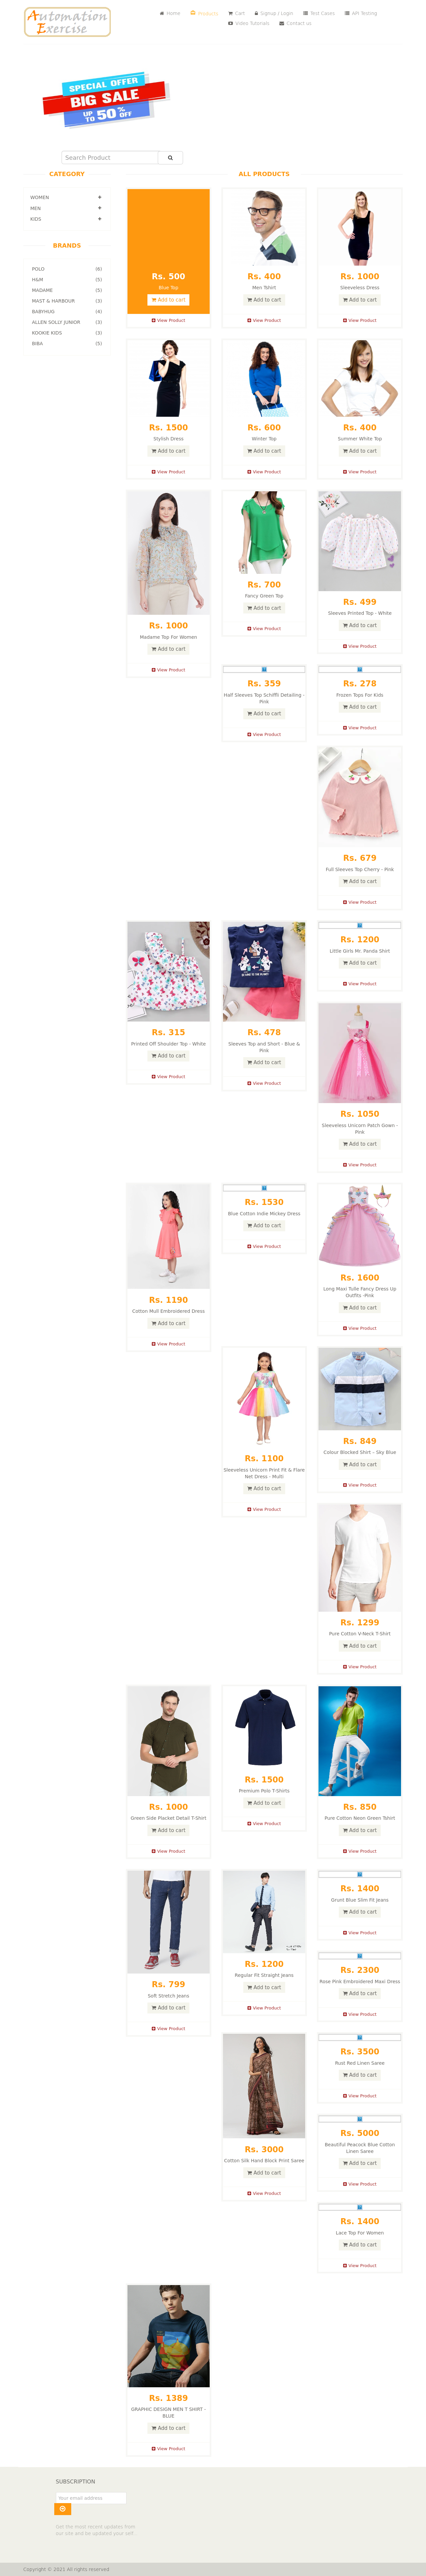 Automation
Exercise
Home
Products
Cart
Signup / Login
Test Cases
API Testing
Video Tutorials
Contact us
SPECIAL OFFER
BIG SALE
UP TO 50% OFF
Search Product
CATEGORY
WOMEN
MEN
KIDS
BRANDS
POLO (6)
H&M (5)
MADAME (5)
MAST & HARBOUR (3)
BABYHUG (4)
ALLEN SOLLY JUNIOR (3)
KOOKIE KIDS (3)
BIBA (5)
ALL PRODUCTS
Rs. 500
Blue Top
Add to cart
View Product
Rs. 400
Men Tshirt
Add to cart
View Product
Rs. 1000
Sleeveless Dress
Add to cart
View Product
Rs. 1500
Stylish Dress
Add to cart
View Product
Rs. 600
Winter Top
Add to cart
View Product
Rs. 400
Summer White Top
Add to cart
View Product
Rs. 1000
Madame Top For Women
Add to cart
View Product
Rs. 700
Fancy Green Top
Add to cart
View Product
Rs. 499
Sleeves Printed Top - White
Add to cart
View Product
Rs. 359
Half Sleeves Top Schiffli Detailing -
Pink
Add to cart
View Product
Rs. 278
Frozen Tops For Kids
Add to cart
View Product
Rs. 679
Full Sleeves Top Cherry - Pink
Add to cart
View Product
Rs. 315
Printed Off Shoulder Top - White
Add to cart
View Product
Rs. 478
Sleeves Top and Short - Blue &
Pink
Add to cart
View Product
Rs. 1200
Little Girls Mr. Panda Shirt
Add to cart
View Product
Rs. 1050
Sleeveless Unicorn Patch Gown -
Pink
Add to cart
View Product
Rs. 1190
Cotton Mull Embroidered Dress
Add to cart
View Product
Rs. 1530
Blue Cotton Indie Mickey Dress
Add to cart
View Product
Rs. 1600
Long Maxi Tulle Fancy Dress Up
Outfits -Pink
Add to cart
View Product
Rs. 1100
Sleeveless Unicorn Print Fit & Flare
Net Dress - Multi
Add to cart
View Product
Rs. 849
Colour Blocked Shirt – Sky Blue
Add to cart
View Product
Rs. 1299
Pure Cotton V-Neck T-Shirt
Add to cart
View Product
Rs. 1000
Green Side Placket Detail T-Shirt
Add to cart
View Product
Rs. 1500
Premium Polo T-Shirts
Add to cart
View Product
Rs. 850
Pure Cotton Neon Green Tshirt
Add to cart
View Product
Rs. 799
Soft Stretch Jeans
Add to cart
View Product
Rs. 1200
Regular Fit Straight Jeans
Add to cart
View Product
Rs. 1400
Grunt Blue Slim Fit Jeans
Add to cart
View Product
Rs. 2300
Rose Pink Embroidered Maxi Dress
Add to cart
View Product
Rs. 3000
Cotton Silk Hand Block Print Saree
Add to cart
View Product
Rs. 3500
Rust Red Linen Saree
Add to cart
View Product
Rs. 5000
Beautiful Peacock Blue Cotton
Linen Saree
Add to cart
View Product
Rs. 1400
Lace Top For Women
Add to cart
View Product
Rs. 1389
GRAPHIC DESIGN MEN T SHIRT -
BLUE
Add to cart
View Product
SUBSCRIPTION
Your email address
Get the most recent updates from
our site and be updated your self...
Copyright © 2021 All rights reserved